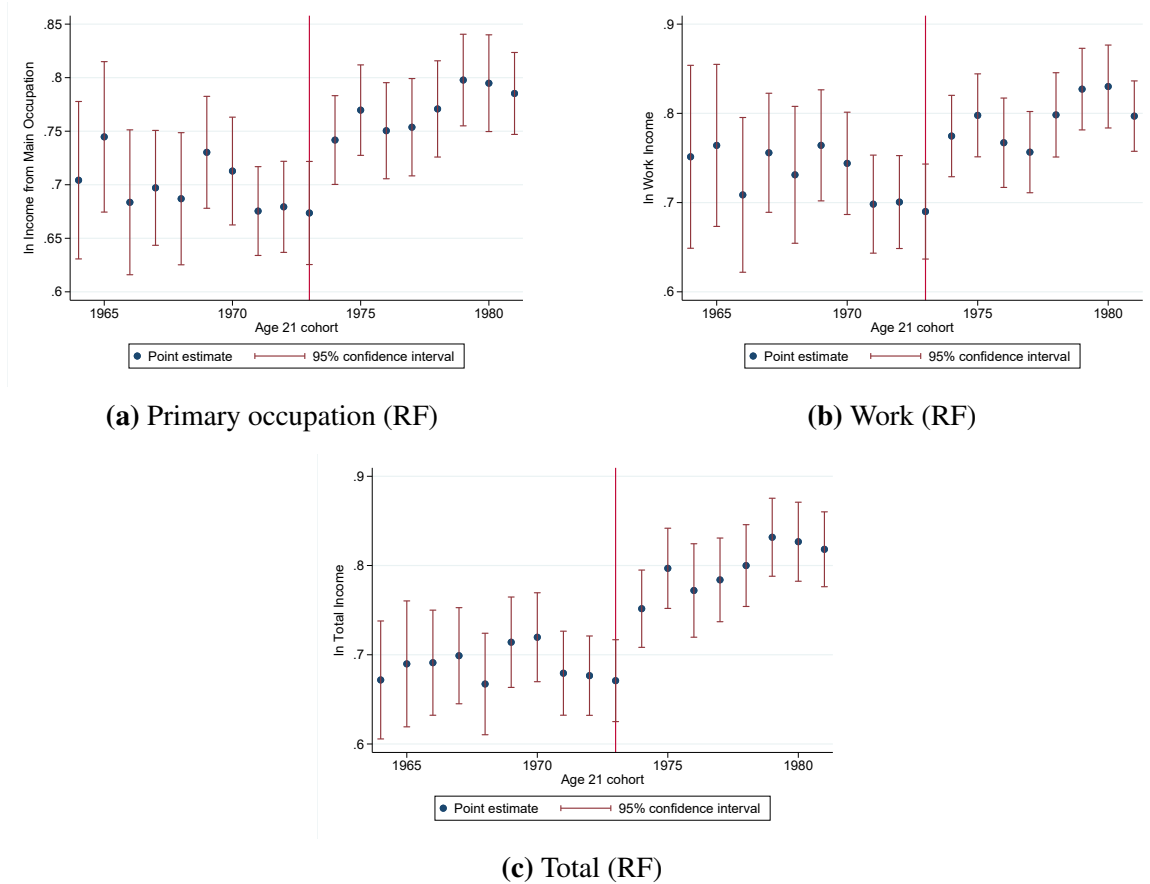 .85
.8
.75
.7
.65
.6
ln Income from Main Occupation
1965 1970 1975 1980
Age 21 cohort
Point estimate 95% confidence interval
(a) Primary occupation (RF)
.9
.8
.7
.6
ln Work Income
1965 1970 1975 1980
Age 21 cohort
Point estimate 95% confidence interval
(b) Work (RF)
.9
.8
.7
.6
ln Total Income
1965 1970 1975 1980
Age 21 cohort
Point estimate 95% confidence interval
(c) Total (RF)